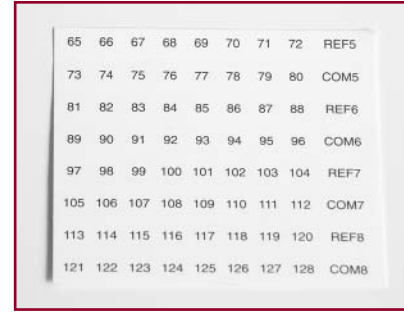 65 66 67 68 69 70 71 72 REF5
73 74 75 76 77 78 79 80 COM5
81 82 83 84 85 86 87 88 REF6
89 90 91 92 93 94 95 96 COM6
97 98 99 100 101 102 103 104 REF7
105 106 107 108 109 110 111 112 COM7
113 114 115 116 117 118 119 120 REF8
121 122 123 124 125 126 127 128 COM8